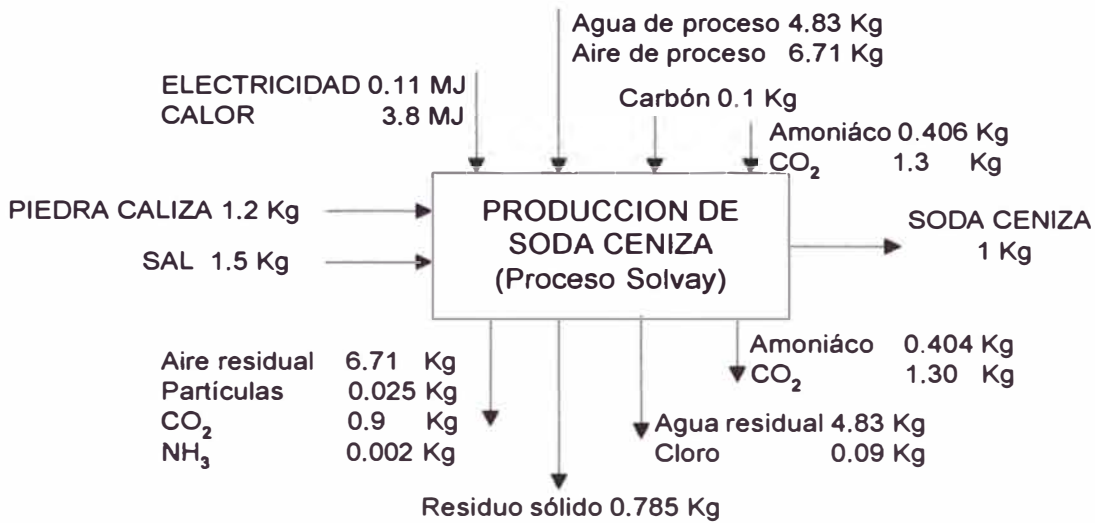 Agua de proceso 4.83 Kg
Aire de proceso 6.71 Kg
ELECTRICIDAD 0.11 MJ
CALOR 3.8 MJ
Carbón 0.1 Kg
Amoniáco 0.406 Kg
CO₂ 1.3 Kg
PIEDRA CALIZA 1.2 Kg
SAL 1.5 Kg
PRODUCCION DE
SODA CENIZA
(Proceso Solvay)
SODA CENIZA
1 Kg
Aire residual 6.71 Kg
Partículas 0.025 Kg
CO₂ 0.9 Kg
NH₃ 0.002 Kg
Amoniáco 0.404 Kg
CO₂ 1.30 Kg
Agua residual 4.83 Kg
Cloro 0.09 Kg
Residuo sólido 0.785 Kg